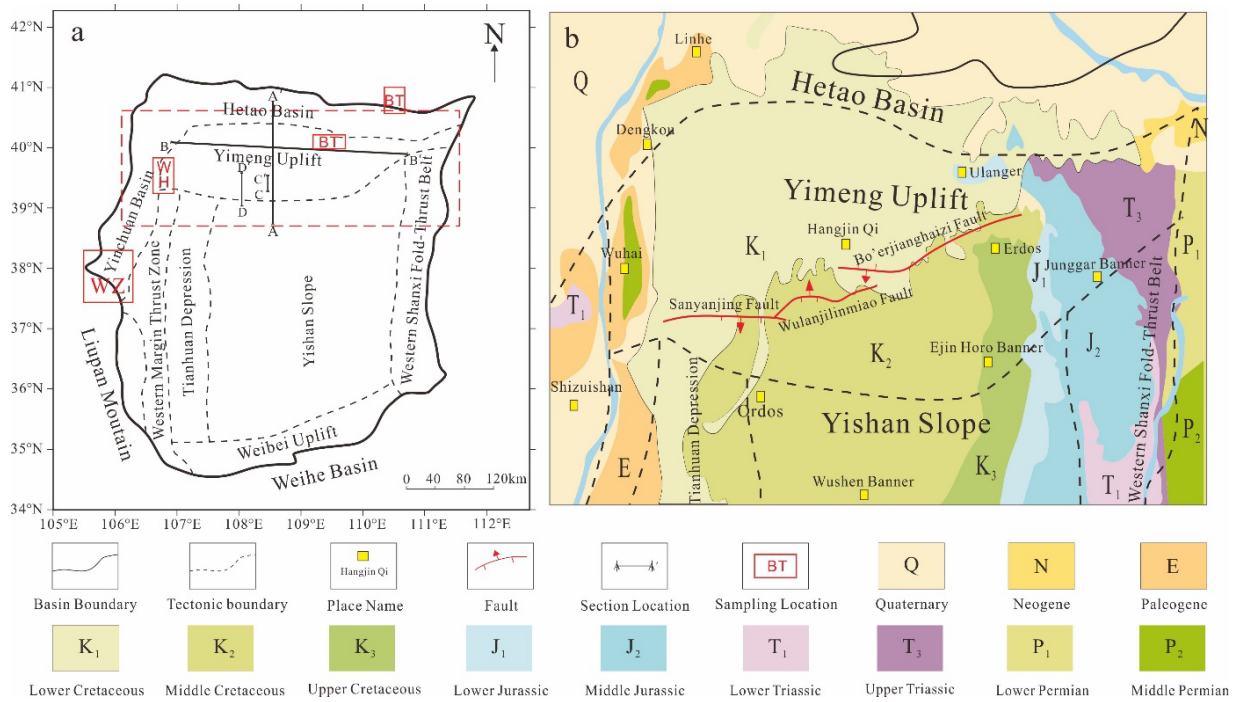 a
N
42°N
41°N
40°N
39°N
38°N
37°N
36°N
35°N
34°N
105°E
106°E
107°E
108°E
109°E
110°E
111°E
112°E
A
BT
Hetao Basin
BT
B
B'
Yimeng Uplift
W
H
D'
C'
C
D
A
Yinchuan Basin
WZ
Western Margin Thrust Zone
Tianhuan Depression
Yishan Slope
Western Shanxi Fold-Thrust Belt
Liupan Moutain
Weibei Uplift
Weihe Basin
0 40 80 120km
b
Linhe
Q
Hetao Basin
Dengkou
N
Ulanger
Yimeng Uplift
T3
Hangjin Qi
Bo'erjianghaizi Fault
K1
Erdos
P1
Wuhai
J1
Junggar Banner
T1
Sanyanjing Fault
Wulanjilinmiao Fault
K2
Ejin Horo Banner
J2
Shizuishan
Ordos
Yishan Slope
P2
E
Tianhuan Depression
K3
Wushen Banner
T1
Western Shanxi Fold-Thrust Belt
Hangjin Qi
BT
Q
N
E
Basin Boundary
Tectonic boundary
Place Name
Fault
Section Location
Sampling Location
Quaternary
Neogene
Paleogene
K1
K2
K3
J1
J2
T1
T3
P1
P2
Lower Cretaceous
Middle Cretaceous
Upper Cretaceous
Lower Jurassic
Middle Jurassic
Lower Triassic
Upper Triassic
Lower Permian
Middle Permian